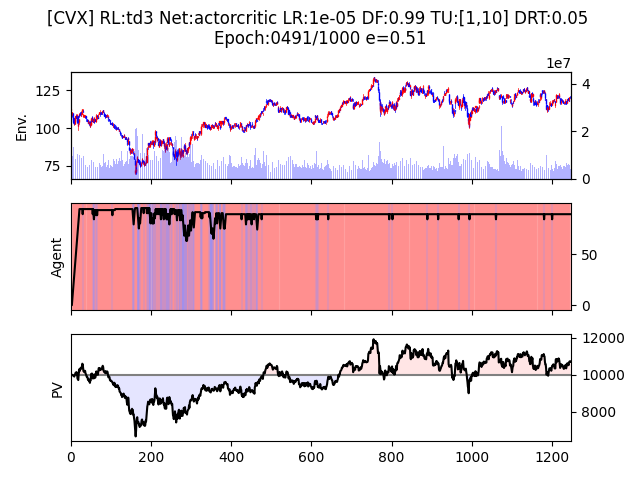 [CVX] RL:td3 Net:actorcritic LR:1e-05 DF:0.99 TU:[1,10] DRT:0.05
Epoch:0491/1000 e=0.51
1e7
125
100
75
Env.
4
2
0
Agent
50
0
PV
12000
10000
8000
0 200 400 600 800 1000 1200